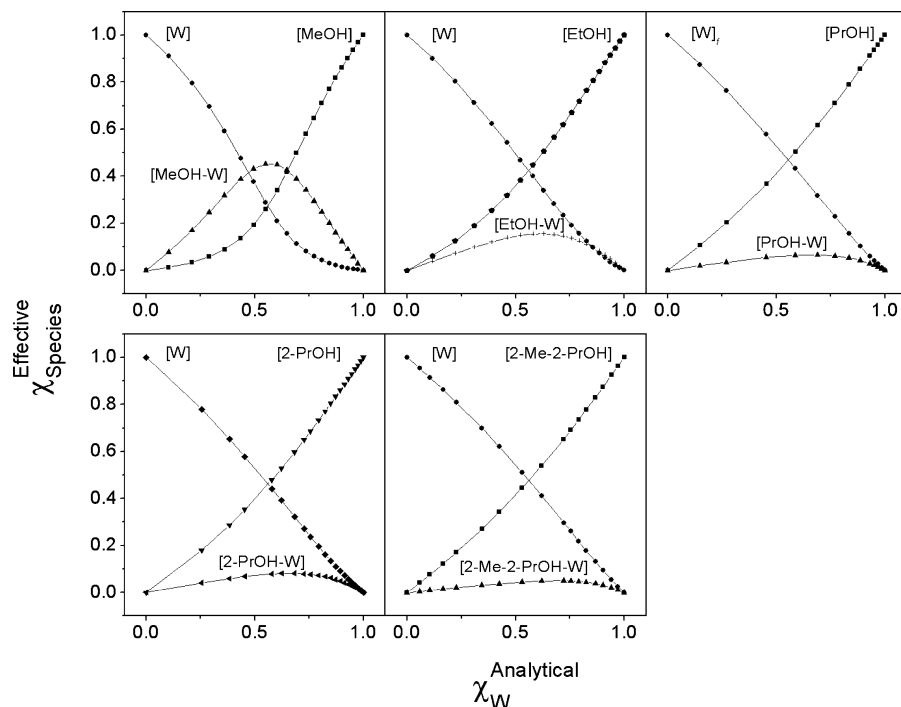 [W] [MeOH] [W] [EtOH] [W]f [PrOH]
1.0
0.8
0.6
0.4
0.2
0.0
[MeOH-W]
[EtOH-W]
[PrOH-W]
0.0 0.5 1.0 0.0 0.5 1.0 0.0 0.5 1.0
χ Effective Species
[W] [2-PrOH] [W] [2-Me-2-PrOH]
1.0
0.8
0.6
0.4
0.2
0.0
[2-PrOH-W] [2-Me-2-PrOH-W]
0.0 0.5 1.0 0.0 0.5 1.0
χ Analytical W